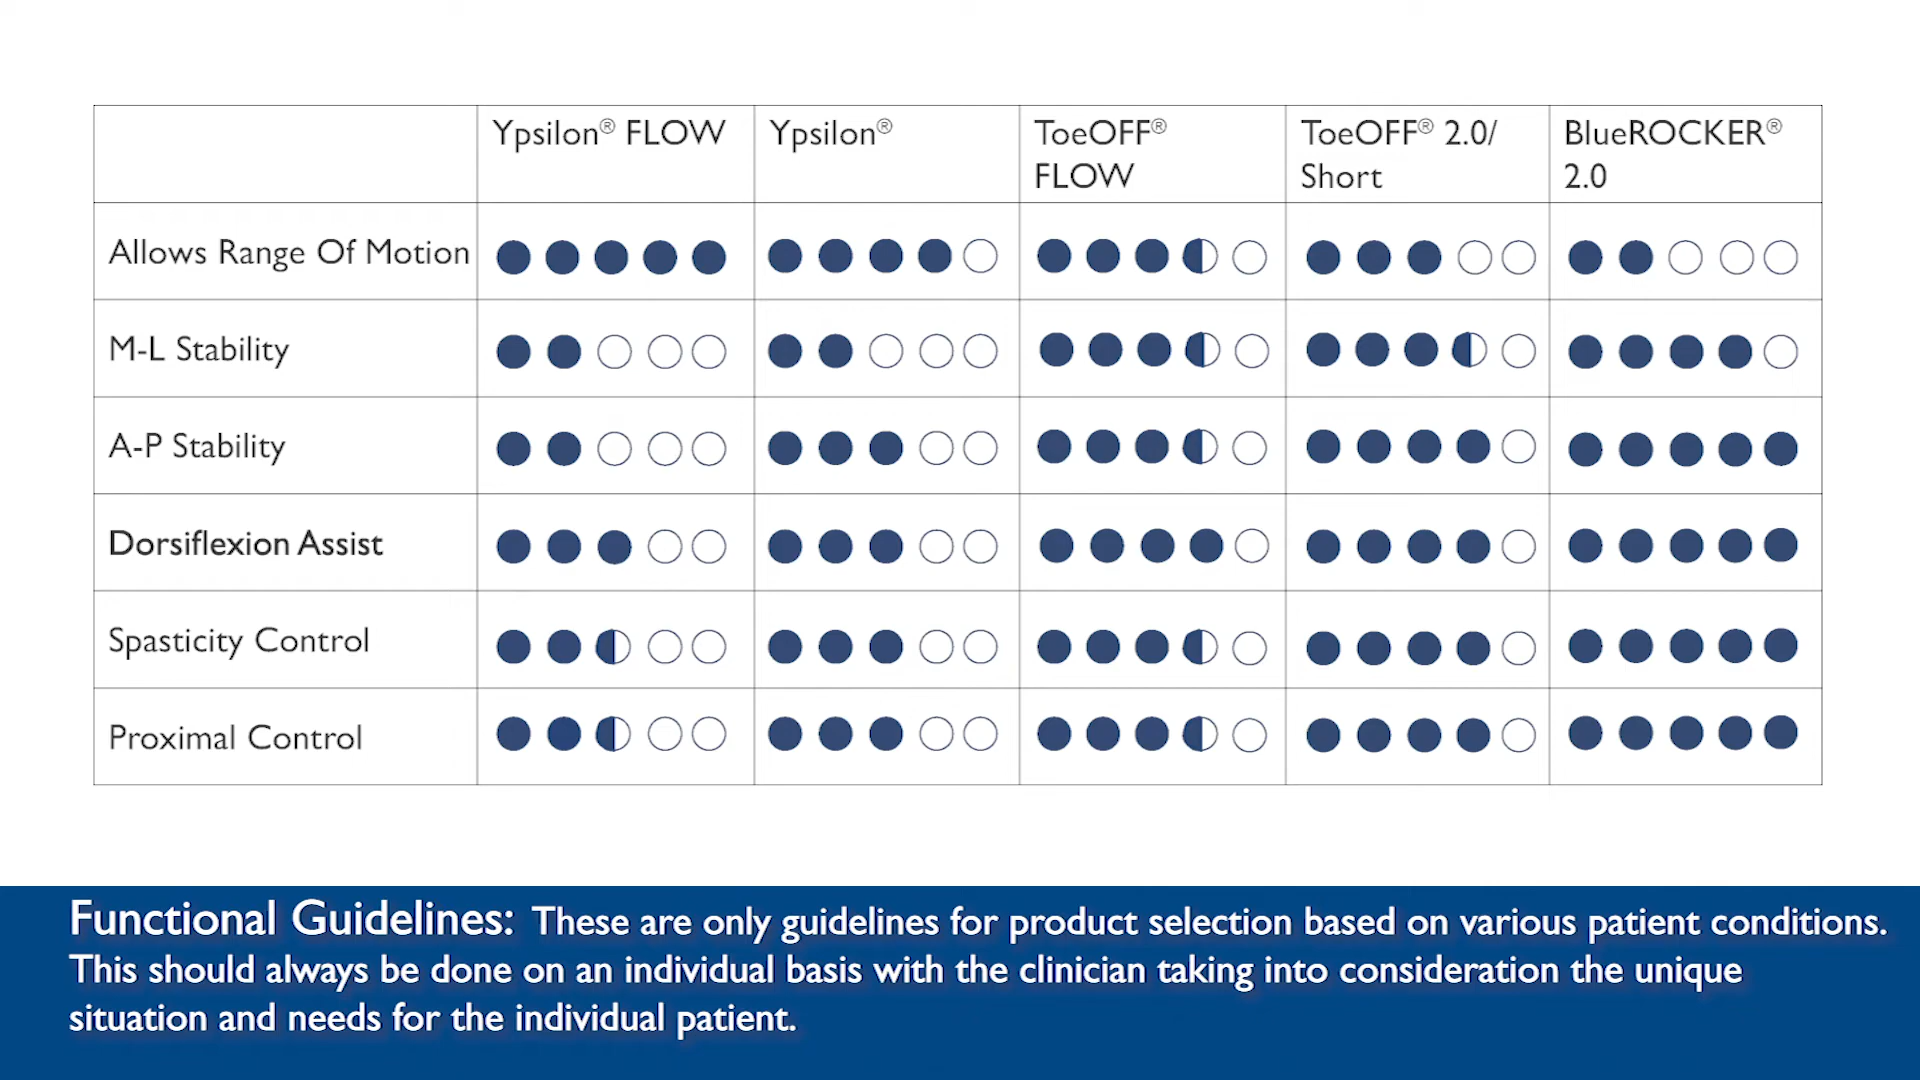 Ypsilon® FLOW
Ypsilon®
ToeOFF®
FLOW
ToeOFF® 2.0/
Short
BlueROCKER®
2.0
Allows Range Of Motion
M-L Stability
A-P Stability
Dorsiflexion Assist
Spasticity Control
Proximal Control
Functional Guidelines: These are only guidelines for product selection based on various patient conditions.
This should always be done on an individual basis with the clinician taking into consideration the unique
situation and needs for the individual patient.